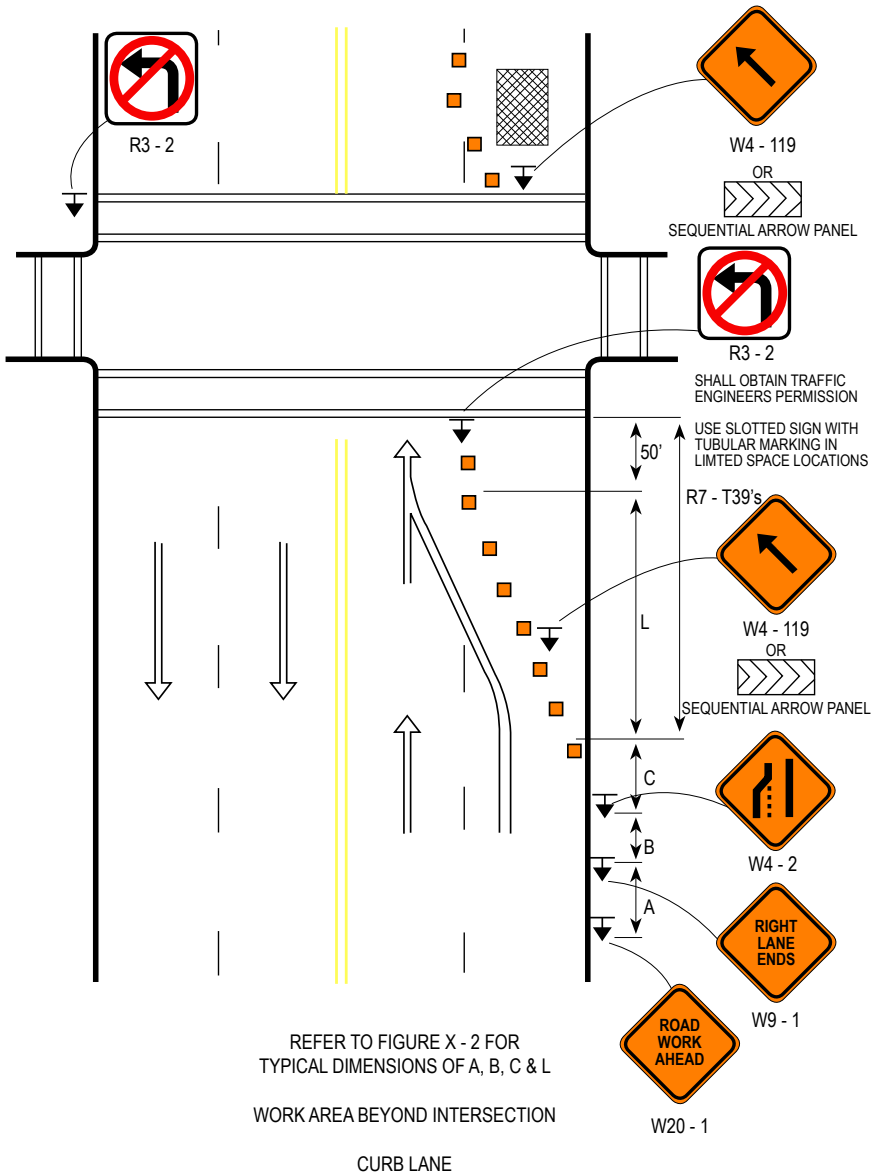 R3 - 2
W4 - 119
OR
SEQUENTIAL ARROW PANEL
R3 - 2
SHALL OBTAIN TRAFFIC
ENGINEERS PERMISSION
USE SLOTTED SIGN WITH
TUBULAR MARKING IN
LIMTED SPACE LOCATIONS
50'
R7 - T39's
L
W4 - 119
OR
SEQUENTIAL ARROW PANEL
C
B
W4 - 2
A
RIGHT
LANE
ENDS
W9 - 1
ROAD
WORK
AHEAD
W20 - 1
REFER TO FIGURE X - 2 FOR
TYPICAL DIMENSIONS OF A, B, C & L
WORK AREA BEYOND INTERSECTION
CURB LANE